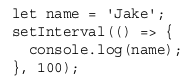 let name = 'Jake';
setInterval(() => {
  console.log(name);
}, 100);